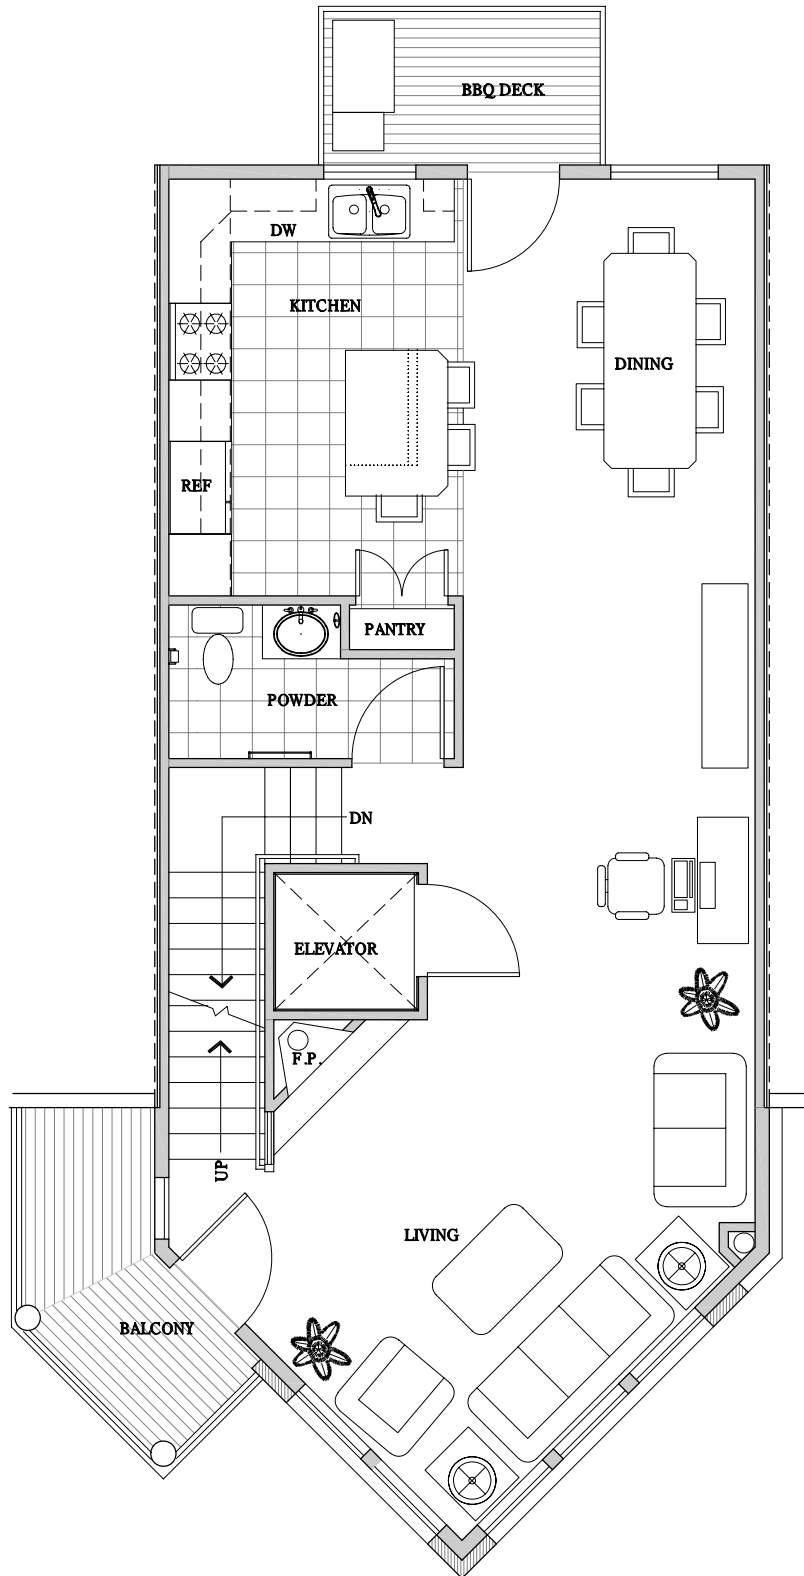 BBQ DECK
DW
KITCHEN
DINING
REF
PANTRY
POWDER
DN
ELEVATOR
F.P.
UP
LIVING
BALCONY